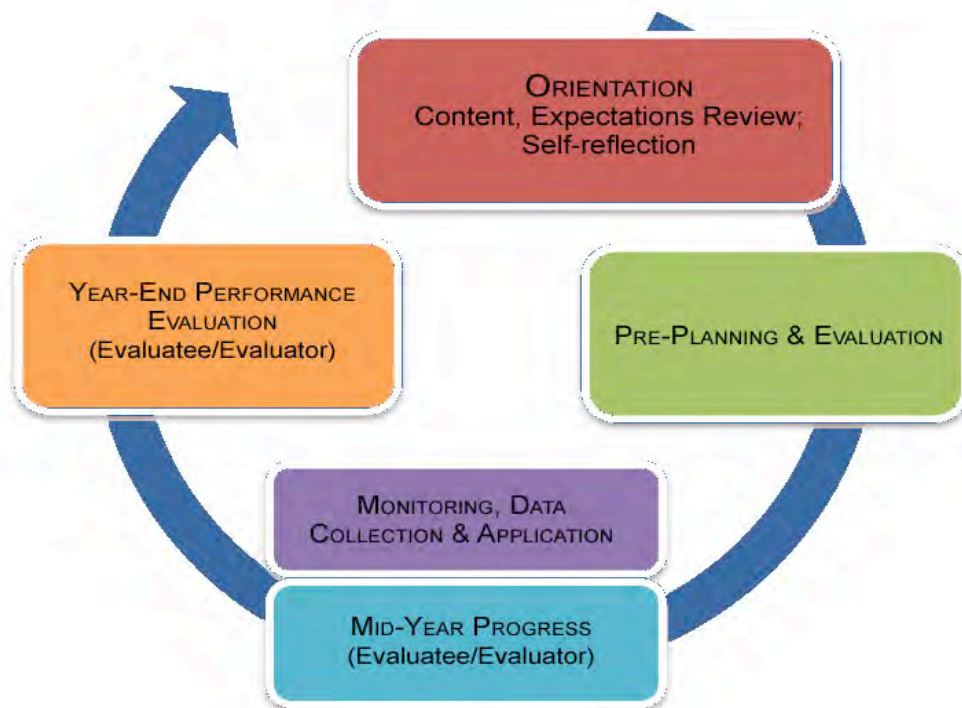 ORIENTATION
Content, Expectations Review;
Self-reflection
PRE-PLANNING & EVALUATION
MONITORING, DATA
COLLECTION & APPLICATION
MID-YEAR PROGRESS
(Evaluatee/Evaluator)
YEAR-END PERFORMANCE
EVALUATION
(Evaluatee/Evaluator)